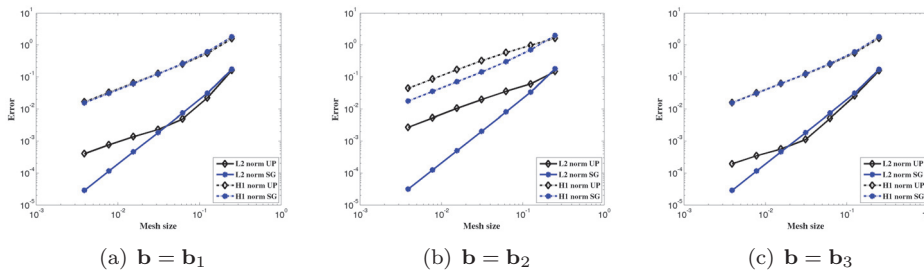 10^1
10^0
10^-1
10^-2
10^-3
10^-4
10^-5
Error
L2 norm UP
L2 norm SG
H1 norm UP
H1 norm SG
10^-3
10^-2
10^-1
10^0
Mesh size
(a) b = b_1
10^1
10^0
10^-1
10^-2
10^-3
10^-4
10^-5
Error
L2 norm UP
L2 norm SG
H1 norm UP
H1 norm SG
10^-3
10^-2
10^-1
10^0
Mesh size
(b) b = b_2
10^1
10^0
10^-1
10^-2
10^-3
10^-4
10^-5
Error
L2 norm UP
L2 norm SG
H1 norm UP
H1 norm SG
10^-3
10^-2
10^-1
10^0
Mesh size
(c) b = b_3